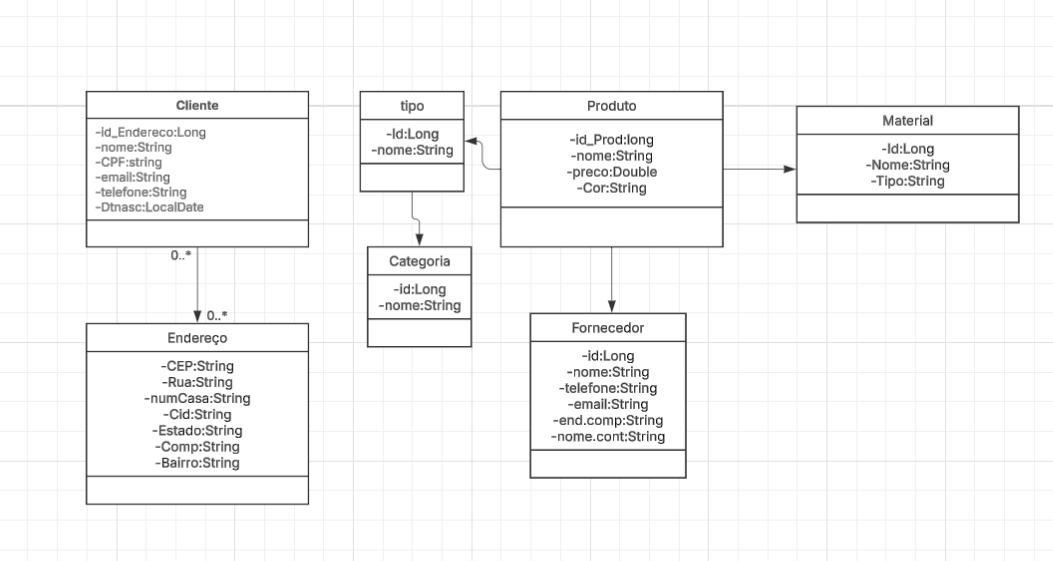 Cliente
-id_Endereco:Long
-nome:String
-CPF:string
-email:String
-telefone:String
-Dtnasc:LocalDate
0..*
0..*
Endereço
-CEP:String
-Rua:String
-numCasa:String
-Cid:String
-Estado:String
-Comp:String
-Bairro:String
tipo
-Id:Long
-nome:String
Categoria
-id:Long
-nome:String
Produto
-id_Prod:long
-nome:String
-preco:Double
-Cor:String
Fornecedor
-id:Long
-nome:String
-telefone:String
-email:String
-end.comp:String
-nome.cont:String
Material
-Id:Long
-Nome:String
-Tipo:String